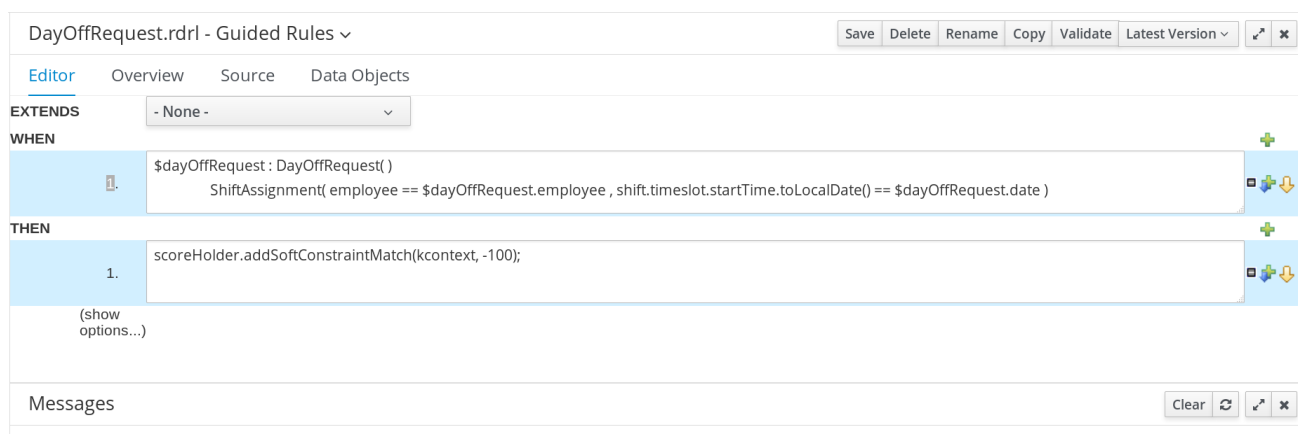 DayOffRequest.rdrl - Guided Rules
Save Delete Rename Copy Validate Latest Version
Editor Overview Source Data Objects
EXTENDS - None -
WHEN
1. $dayOffRequest : DayOffRequest( )
ShiftAssignment( employee == $dayOffRequest.employee , shift.timeslot.startTime.toLocalDate() == $dayOffRequest.date )
THEN
1. scoreHolder.addSoftConstraintMatch(kcontext, -100);
(show
options...)
Messages Clear